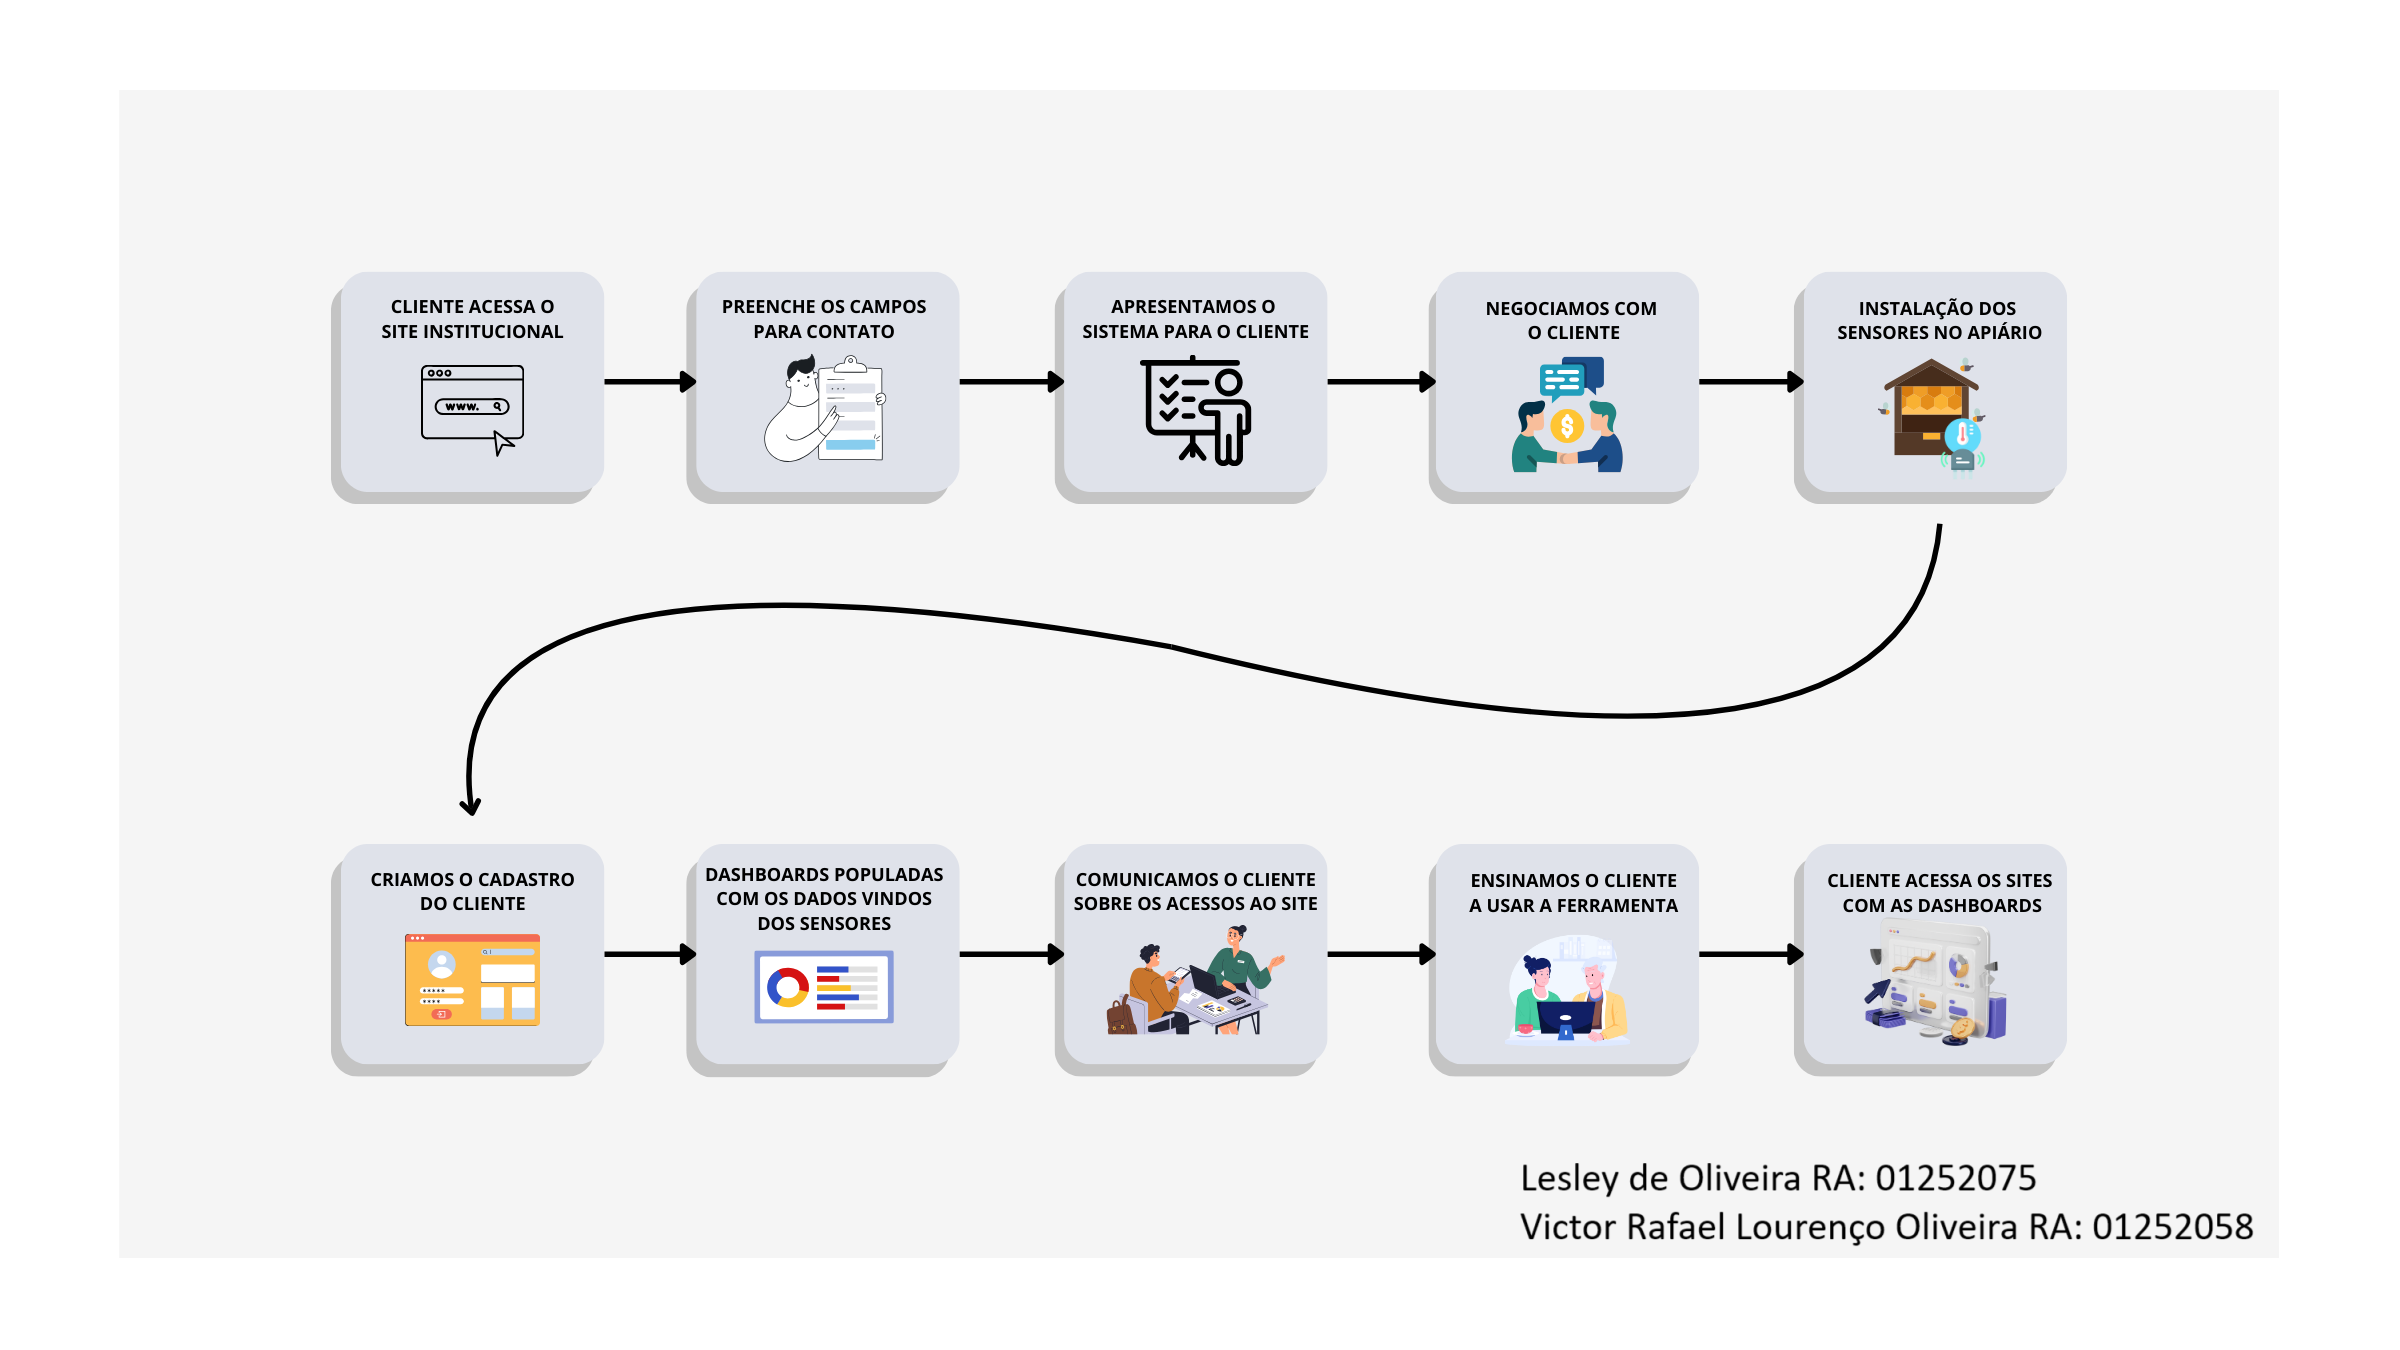 CLIENTE ACESSA O
SITE INSTITUCIONAL
www.
PREENCHE OS CAMPOS
PARA CONTATO
APRESENTAMOS O
SISTEMA PARA O CLIENTE
NEGOCIAMOS COM
O CLIENTE
$
INSTALAÇÃO DOS
SENSORES NO APIÁRIO
CRIAMOS O CADASTRO
DO CLIENTE
DASHBOARDS POPULADAS
COM OS DADOS VINDOS
DOS SENSORES
COMUNICAMOS O CLIENTE
SOBRE OS ACESSOS AO SITE
ENSINAMOS O CLIENTE
A USAR A FERRAMENTA
CLIENTE ACESSA OS SITES
COM AS DASHBOARDS
Lesley de Oliveira RA: 01252075
Victor Rafael Lourenço Oliveira RA: 01252058